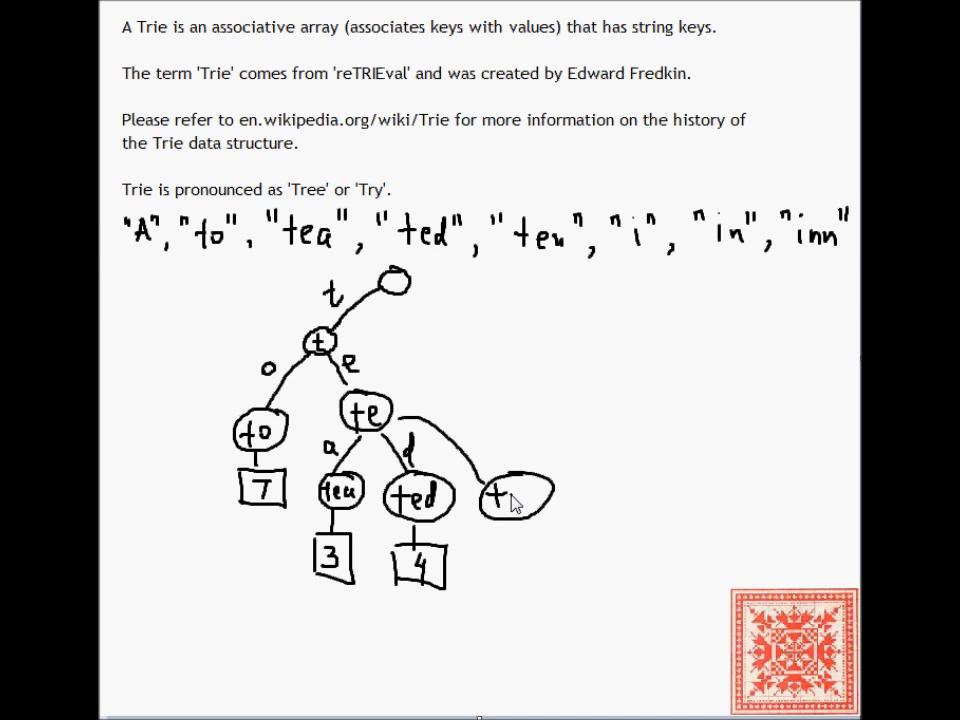 A Trie is an associative array (associates keys with values) that has string keys.
The term 'Trie' comes from 'reTRIEval' and was created by Edward Fredkin.
Please refer to en.wikipedia.org/wiki/Trie for more information on the history of
the Trie data structure.
Trie is pronounced as 'Tree' or 'Try'.
"A", "to", "tea", "ted", "ten", "i", "in", "inn"
t
t
o e
te
to
a d
tea ted t
7
3 4